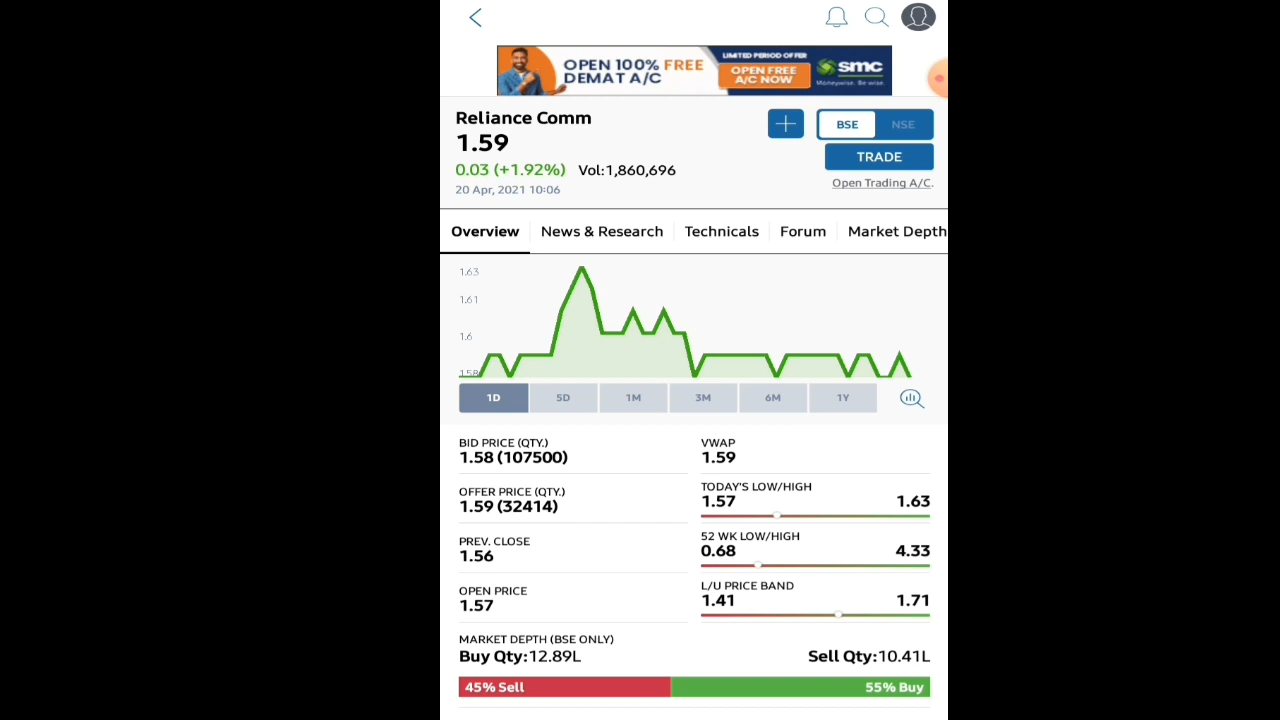 OPEN 100% FREE
DEMAT A/C
LIMITED PERIOD OFFER
OPEN FREE
A/C NOW
smc
Moneywise. Be wise.
Reliance Comm
1.59
0.03 (+1.92%) Vol:1,860,696
20 Apr, 2021 10:06
BSE NSE
TRADE
Open Trading A/C.
Overview News & Research Technicals Forum Market Depth
1.63
1.61
1.6
1.58
1D 5D 1M 3M 6M 1Y
BID PRICE (QTY.)
1.58 (107500)
VWAP
1.59
OFFER PRICE (QTY.)
1.59 (32414)
TODAY'S LOW/HIGH
1.57 1.63
PREV. CLOSE
1.56
52 WK LOW/HIGH
0.68 4.33
OPEN PRICE
1.57
L/U PRICE BAND
1.41 1.71
MARKET DEPTH (BSE ONLY)
Buy Qty:12.89L Sell Qty:10.41L
45% Sell 55% Buy